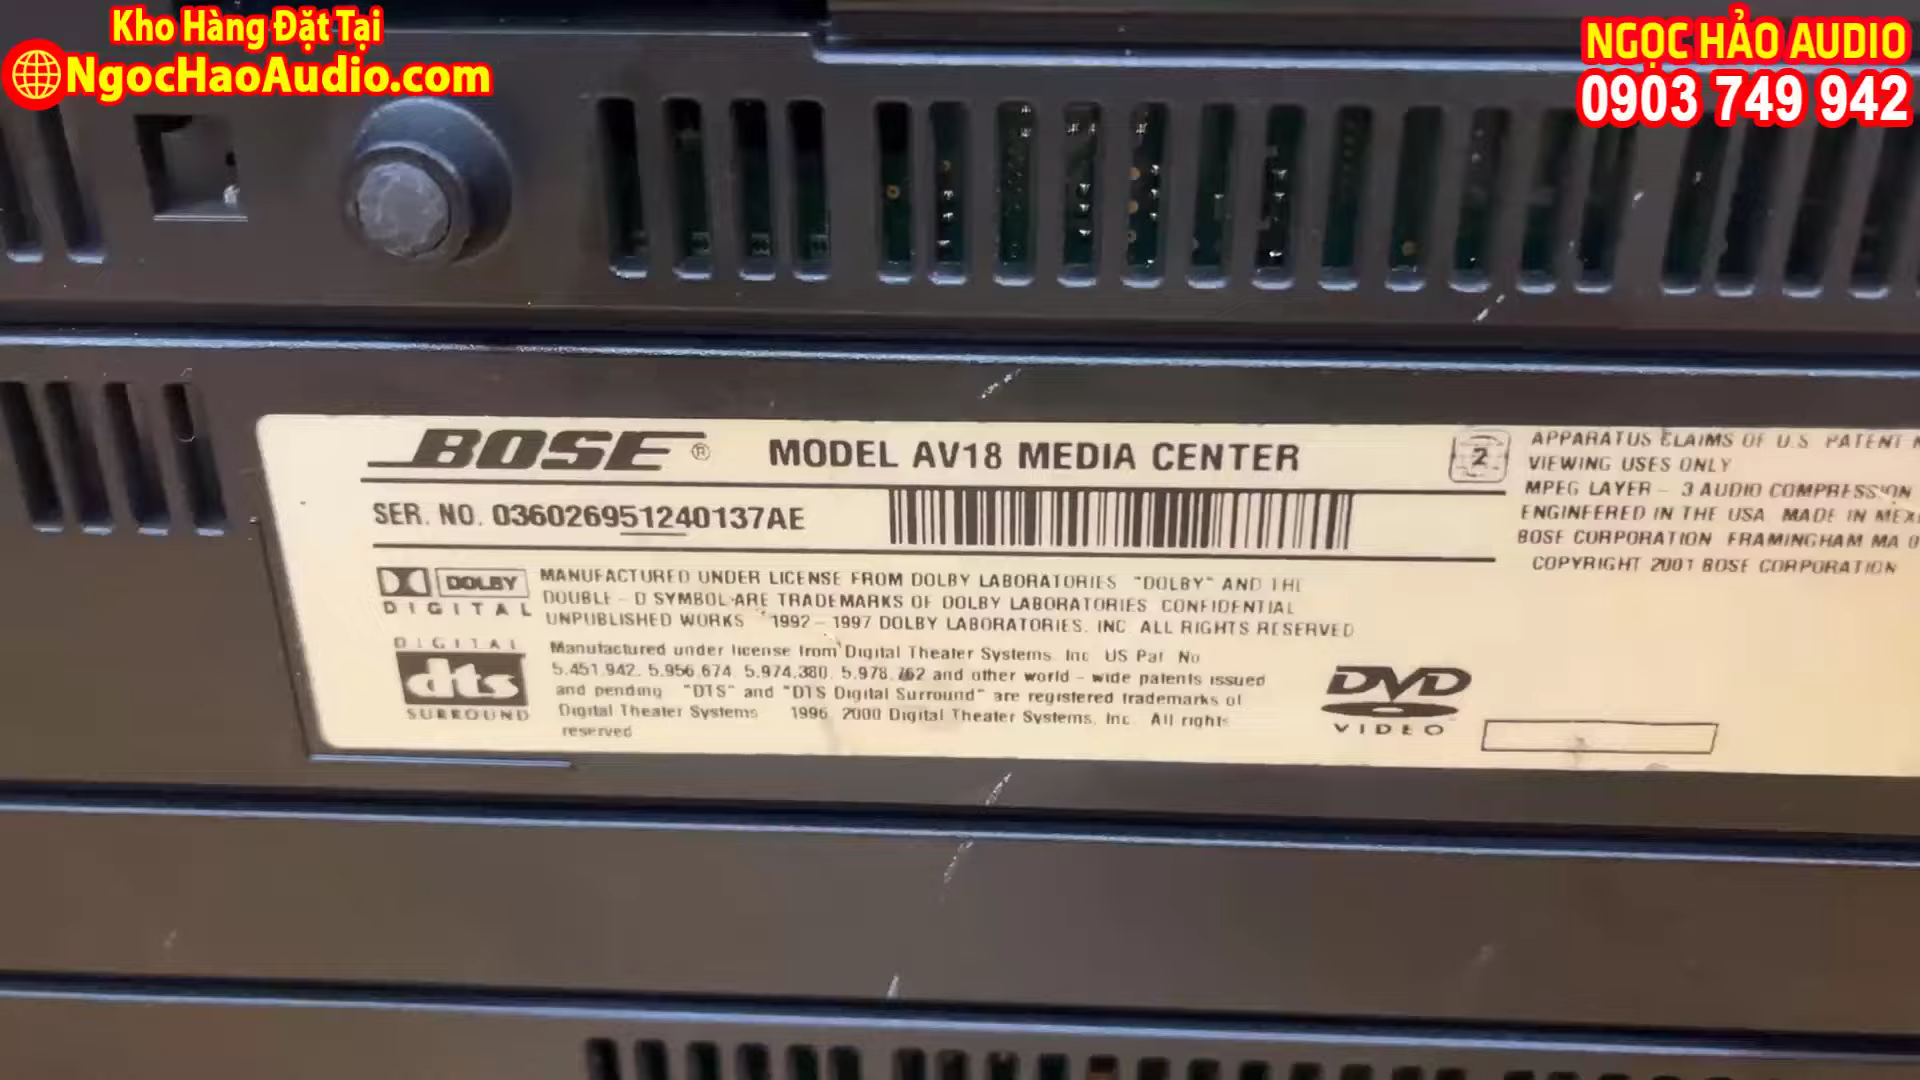 Kho Hàng Đặt Tại
NgocHaoAudio.com
NGỌC HẢO AUDIO
0903 749 942
BOSE® MODEL AV18 MEDIA CENTER
SER. NO. 036026951240137AE
2
APPARATUS CLAIMS OF U.S. PATENT
VIEWING USES ONLY
MPEG LAYER - 3 AUDIO COMPRESSION
ENGINEERED IN THE USA MADE IN MEX
BOSE CORPORATION FRAMINGHAM MA 0
COPYRIGHT 2001 BOSE CORPORATION
DOLBY
DIGITAL
MANUFACTURED UNDER LICENSE FROM DOLBY LABORATORIES "DOLBY" AND THE
DOUBLE - D SYMBOL ARE TRADEMARKS OF DOLBY LABORATORIES CONFIDENTIAL
UNPUBLISHED WORKS 1992 - 1997 DOLBY LABORATORIES, INC ALL RIGHTS RESERVED
DIGITAL
dts
SURROUND
Manufactured under license from Digital Theater Systems Inc US Pat No
5,451,942, 5,956,674, 5,974,380, 5,978,762 and other world - wide patents issued
and pending "DTS" and "DTS Digital Surround" are registered trademarks of
Digital Theater Systems 1996, 2000 Digital Theater Systems, Inc. All rights
reserved
DVD
VIDEO